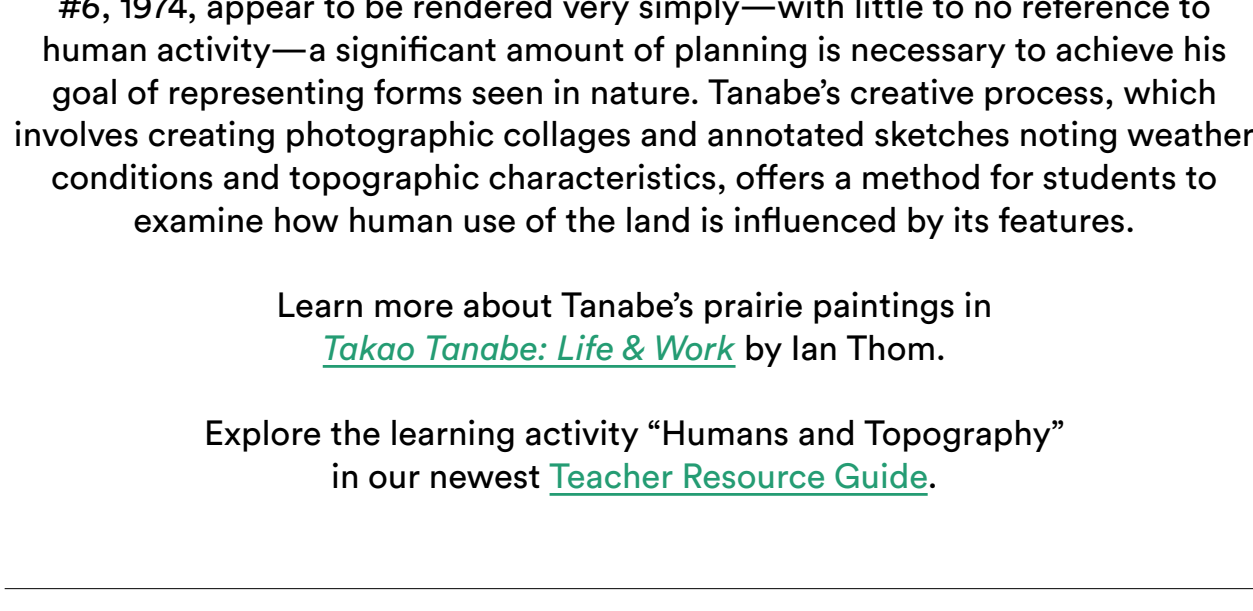 #6, 1974, appear to be rendered very simply—with little to no reference to
human activity—a significant amount of planning is necessary to achieve his
goal of representing forms seen in nature. Tanabe’s creative process, which
involves creating photographic collages and annotated sketches noting weather
conditions and topographic characteristics, offers a method for students to
examine how human use of the land is influenced by its features.
Learn more about Tanabe’s prairie paintings in
Takao Tanabe: Life & Work by Ian Thom.
Explore the learning activity “Humans and Topography”
in our newest Teacher Resource Guide.